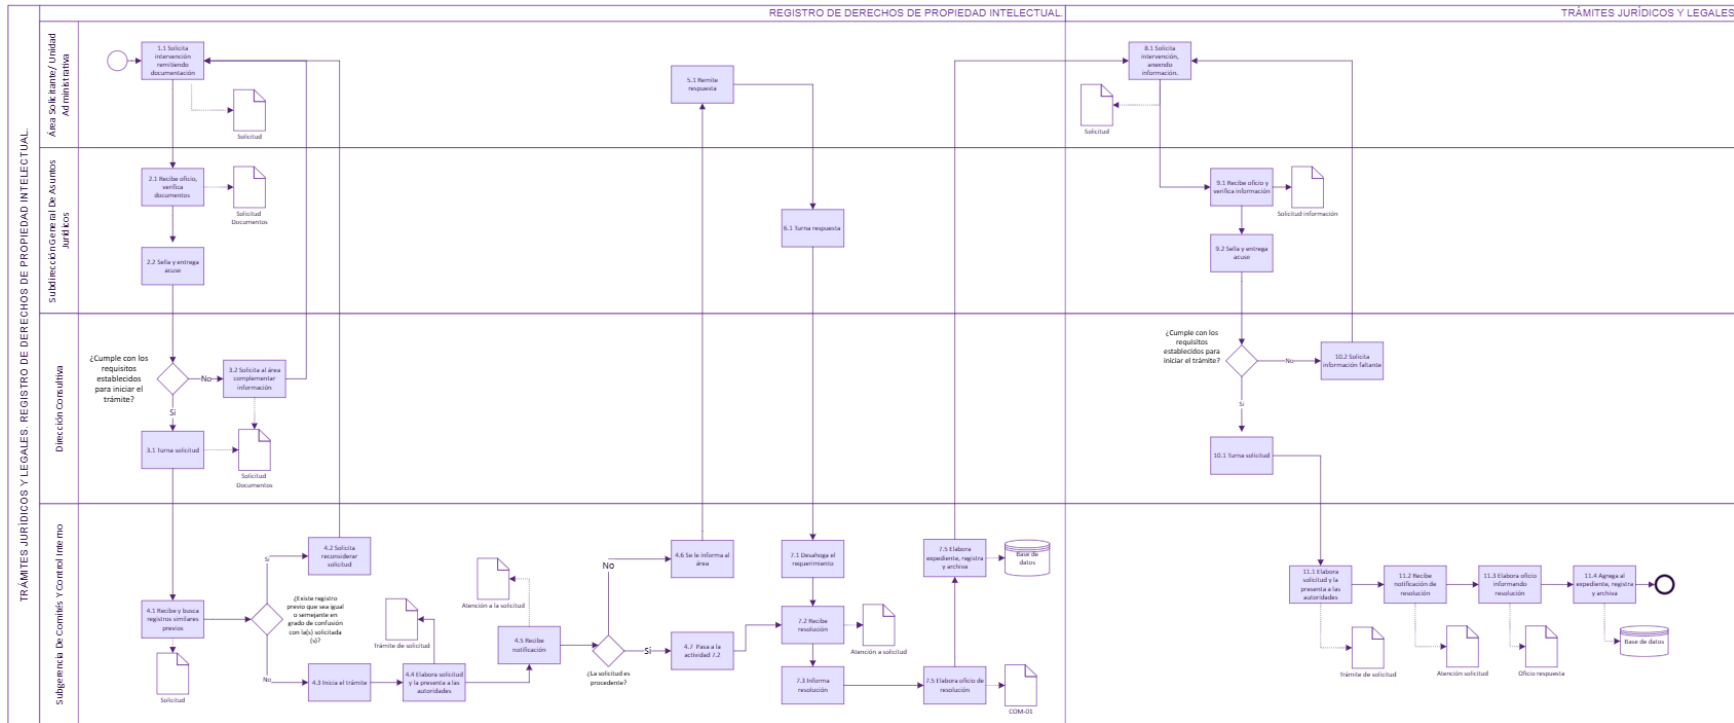 REGISTRO DE DERECHOS DE PROPIEDAD INTELECTUAL.
TRÁMITES JURÍDICOS Y LEGALES
TRÁMITES JURÍDICOS Y LEGALES. REGISTRO DE DERECHOS DE PROPIEDAD INTELECTUAL.
Área Solicitante/ Unidad
Administrativa
1.1 Solicita
intervención
remitiendo
documentación
Solicitud
5.1 Remite
respuesta
8.1 Solicita
intervención,
anexando
información.
Solicitud
Subdirección General De Asuntos
Jurídicos
2.1 Recibe oficio,
verifica
documentos
Solicitud
Documentos
2.2 Sella y entrega
acuse
6.1 Turna respuesta
9.1 Recibe oficio y
verifica información
Solicitud información
9.2 Sella y entrega
acuse
Dirección Consultiva
¿Cumple con los
requisitos
establecidos
para iniciar el
trámite?
No
3.2 Solicita al área
complementar
información
Sí
3.1 Turna solicitud
Solicitud
Documentos
¿Cumple con los
requisitos
establecidos para
iniciar el trámite?
No
10.2 Solicita
información faltante
Sí
10.1 Turna solicitud
Subgerencia De Comités Y Control Interno
4.1 Recibe y busca
registros similares
previos
Solicitud
Sí
4.2 Solicita
reconsiderar
solicitud
¿Existe registro
previo que sea igual
o semejante en
grado de confusión
con la(s) solicitada
(s)?
No
4.3 Inicia el trámite
Trámite de solicitud
4.4 Elabora solicitud
y la presenta a las
autoridades
Atención a la solicitud
4.5 Recibe
notificación
No
¿La solicitud es
procedente?
Sí
4.6 Se le informa al
área
4.7 Pasa a la
actividad 7.2
7.1 Desahoga el
requerimiento
7.2 Recibe
resolución
Atención a solicitud
7.3 Informa
resolución
7.5 Elabora
expediente, registra
y archiva
Base de
datos
7.5 Elabora oficio de
resolución
COM-01
11.1 Elabora
solicitud y la
presenta a las
autoridades
Trámite de solicitud
11.2 Recibe
notificación de
resolución
Atención solicitud
11.3 Elabora oficio
informando
resolución
Oficio respuesta
11.4 Agrega al
expediente, registra
y archiva
Base de datos